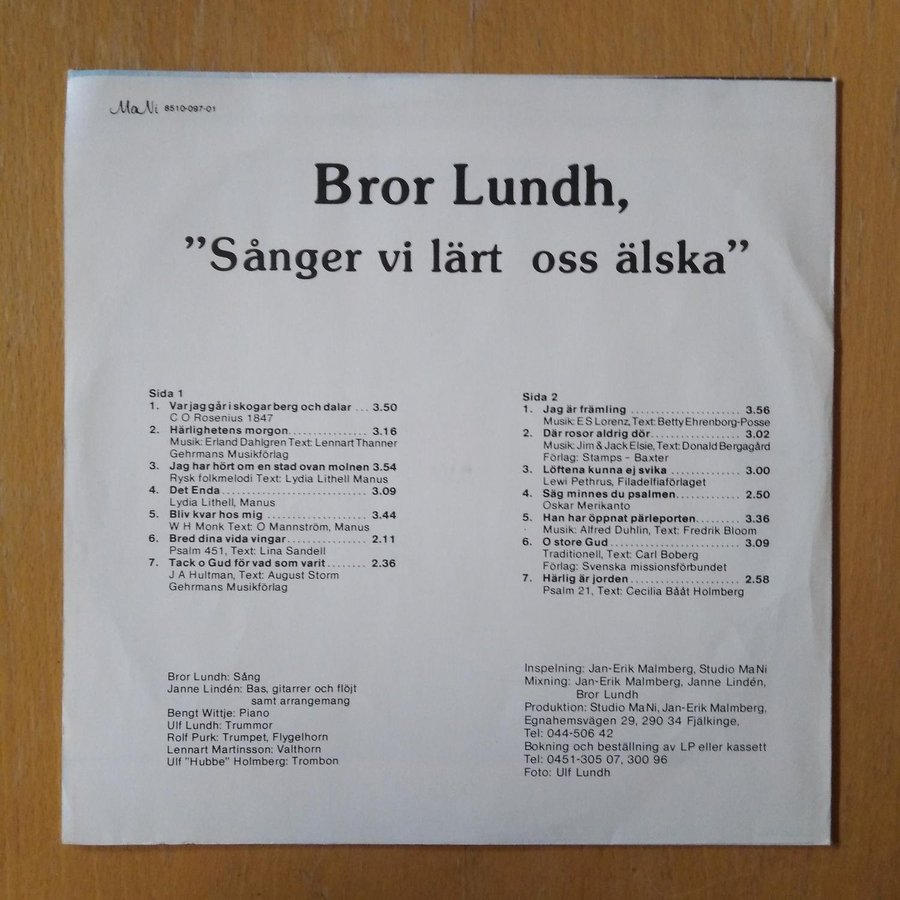 MaNi 8510-097-01
Bror Lundh,
”Sånger vi lärt oss älska”
Sida 1
1. Var jag går i skogar berg och dalar ... 3.50
C O Rosenius 1847
2. Härlighetens morgon................... 3.16
Musik: Erland Dahlgren Text: Lennart Thanner
Gehrmans Musikförlag
3. Jag har hört om en stad ovan molnen 3.54
Rysk folkmelodi Text: Lydia Lithell Manus
4. Det Enda.......................... 3.09
Lydia Lithell, Manus
5. Bliv kvar hos mig .................... 3.44
W H Monk Text: O Mannström, Manus
6. Bred dina vida vingar................ 2.11
Psalm 451, Text: Lina Sandell
7. Tack o Gud för vad som varit........ 2.36
J A Hultman, Text: August Storm
Gehrmans Musikförlag
Sida 2
1. Jag är främling ...................... 3.56
Musik: E S Lorenz, Text: Betty Ehrenborg-Posse
2. Där rosor aldrig dör.................. 3.02
Musik: Jim & Jack Elsie, Text: Donald Bergagård
Förlag: Stamps - Baxter
3. Löftena kunna ej svika ............... 3.00
Lewi Pethrus, Filadelfiaförlaget
4. Säg minnes du psalmen.............. 2.50
Oskar Merikanto
5. Han har öppnat pärleporten.......... 3.36
Musik: Alfred Duhlin, Text: Fredrik Bloom
6. O store Gud ......................... 3.09
Traditionell, Text: Carl Boberg
Förlag: Svenska missionsförbundet
7. Härlig är jorden ...................... 2.58
Psalm 21, Text: Cecilia Bååt Holmberg
Bror Lundh: Sång
Janne Lindén: Bas, gitarrer och flöjt
samt arrangemang
Bengt Wittje: Piano
Ulf Lundh: Trummor
Rolf Purk: Trumpet, Flygelhorn
Lennart Martinsson: Valthorn
Ulf ”Hubbe” Holmberg: Trombon
Inspelning: Jan-Erik Malmberg, Studio MaNi
Mixning: Jan-Erik Malmberg, Janne Lindén,
Bror Lundh
Produktion: Studio MaNi, Jan-Erik Malmberg,
Egnahemsvägen 29, 290 34 Fjälkinge,
Tel: 044-506 42
Bokning och beställning av LP eller kassett
Tel: 0451-305 07, 300 96
Foto: Ulf Lundh